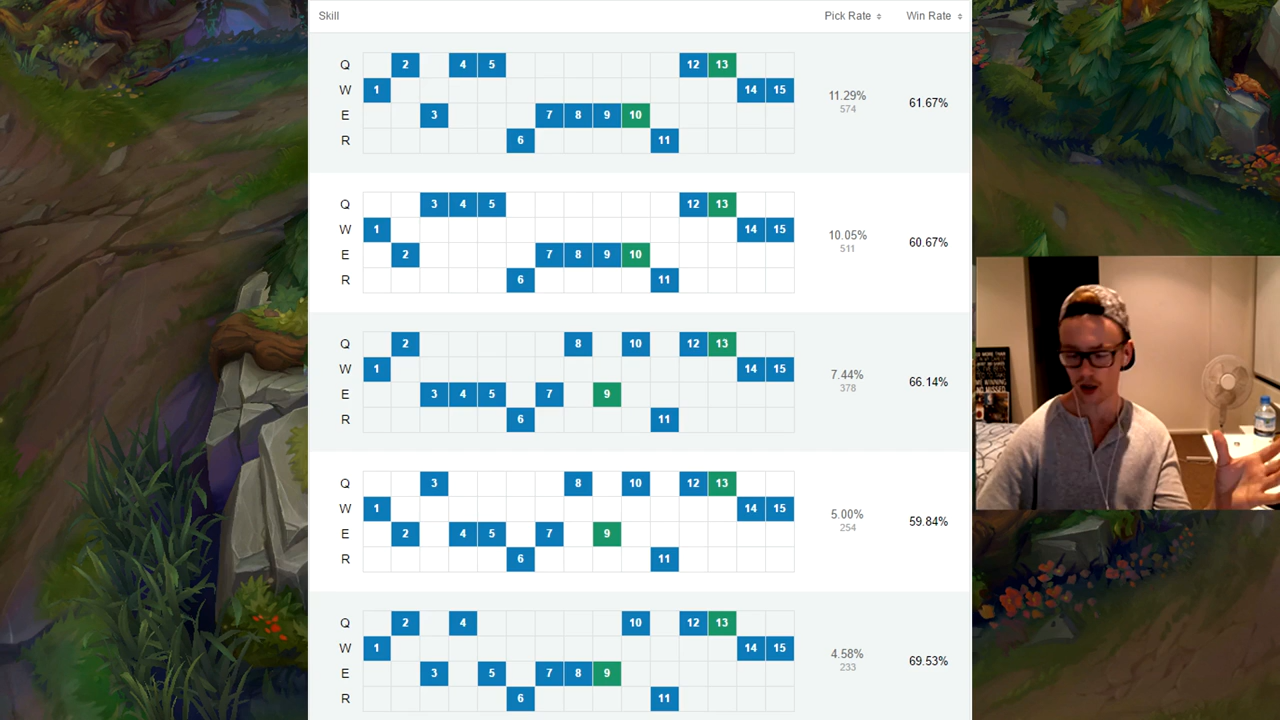 Skill Pick Rate Win Rate
Q 2 4 5 12 13
W 1 14 15
E 3 7 8 9 10
R 6 11
11.29%
574
61.67%
Q 3 4 5 12 13
W 1 14 15
E 2 7 8 9 10
R 6 11
10.05%
511
60.67%
Q 2 8 10 12 13
W 1 14 15
E 3 4 5 7 9
R 6 11
7.44%
378
66.14%
Q 3 8 10 12 13
W 1 14 15
E 2 4 5 7 9
R 6 11
5.00%
254
59.84%
Q 2 4 10 12 13
W 1 14 15
E 3 5 7 8 9
R 6 11
4.58%
233
69.53%